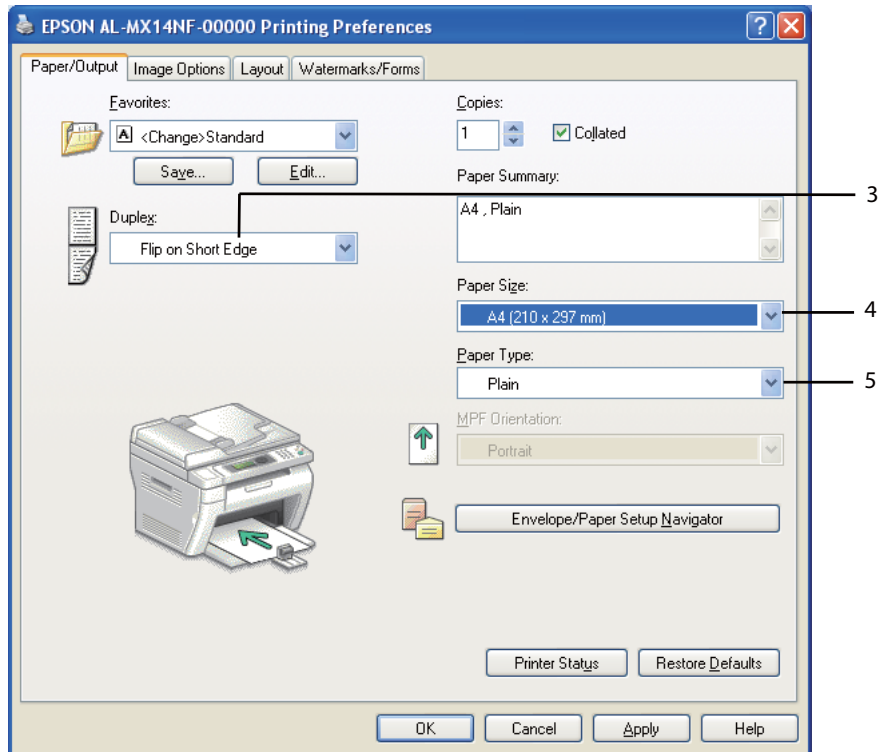 EPSON AL-MX14NF-00000 Printing Preferences
Paper/Output
Image Options
Layout
Watermarks/Forms
Favorites:
A <Change>Standard
Save...
Edit...
Duplex:
Flip on Short Edge
Copies:
1
Collated
Paper Summary:
A4 , Plain
3
Paper Size:
A4 (210 x 297 mm)
4
Paper Type:
Plain
5
MPF Orientation:
Portrait
Envelope/Paper Setup Navigator
Printer Status
Restore Defaults
OK
Cancel
Apply
Help